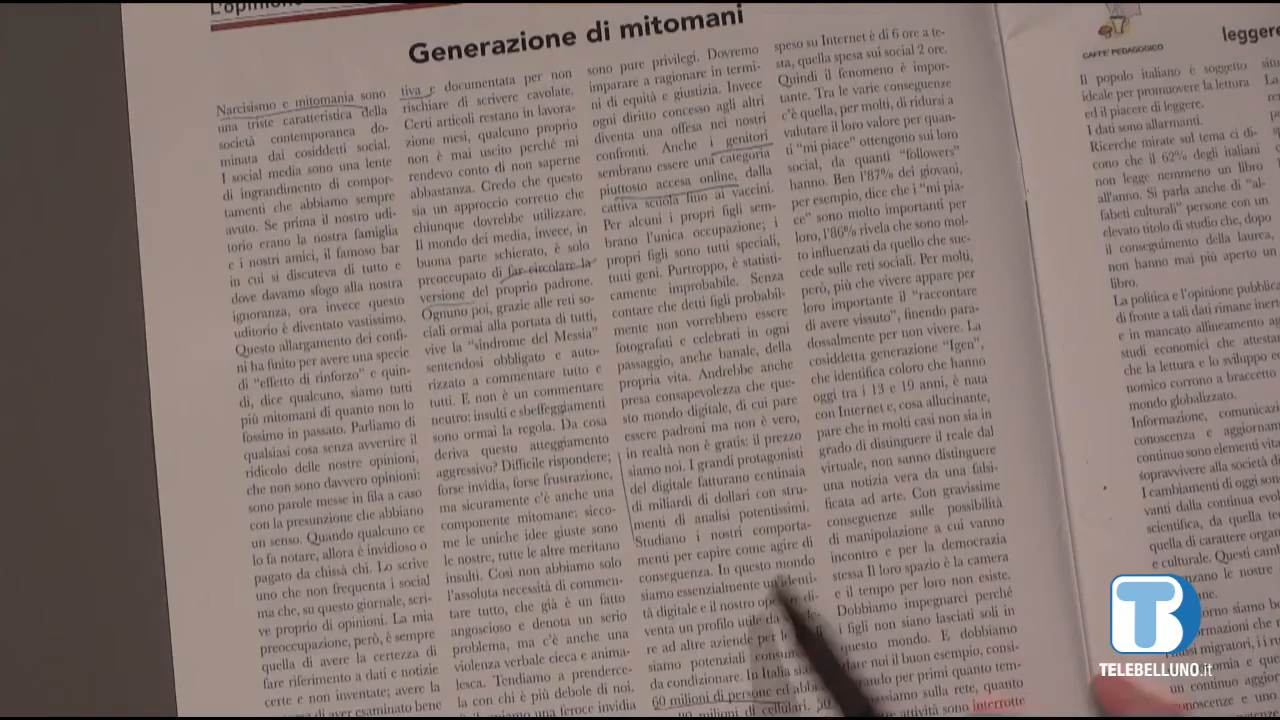 L'opinione
Generazione di mitomani
Narcisismo e mitomania sono
una triste caratteristica della
società contemporanea do-
minata dai cosiddetti social.
I social media sono una lente
di ingrandimento di compor-
tamenti che abbiamo sempre
avuto. Se prima il nostro udi-
torio erano la nostra famiglia
e i nostri amici, il famoso bar
in cui si discuteva di tutto e
dove davamo sfogo alla nostra
ignoranza, ora invece questo
uditorio è diventato vastissimo.
Questo allargamento dei confi-
ni ha finito per avere una specie
di "effetto di rinforzo" e quin-
di, dice qualcuno, siamo tutti
più mitomani di quanto non lo
fossimo in passato. Parliamo di
qualsiasi cosa senza avvertire il
ridicolo delle nostre opinioni,
che non sono davvero opinioni:
sono parole messe in fila a caso
con la presunzione che abbiano
un senso. Quando qualcuno ce
lo fa notare, allora è invidioso o
pagato da chissà chi. Lo scrive
uno che non frequenta i social
ma che, su questo giornale, scri-
ve proprio di opinioni. La mia
preoccupazione, però, è sempre
quella di avere la certezza di
fare riferimento a dati e notizie
certe e non inventate; avere la
di aver esaminato bene
tiva e documentata per non
rischiare di scrivere cavolate.
Certi articoli restano in lavora-
zione mesi, qualcuno proprio
non è mai uscito perché mi
rendevo conto di non saperne
abbastanza. Credo che questo
sia un approccio corretto che
chiunque dovrebbe utilizzare.
Il mondo dei media, invece, in
buona parte schierato, è solo
preoccupato di far circolare la
versione del proprio padrone.
Ognuno poi, grazie alle reti so-
ciali ormai alla portata di tutti,
vive la "sindrome del Messia"
sentendosi obbligato e auto-
rizzato a commentare tutto e
tutti. E non è un commentare
neutro: insulti e sbeffeggiamenti
sono ormai la regola. Da cosa
deriva questo atteggiamento
aggressivo? Difficile rispondere;
forse invidia, forse frustrazione,
ma sicuramente c'è anche una
componente mitomane: sicco-
me le uniche idee giuste sono
le nostre, tutte le altre meritano
insulti. Così non abbiamo solo
l'assoluta necessità di commen-
tare tutto, che già è un fatto
angoscioso e denota un serio
problema, ma c'è anche una
violenza verbale cieca e anima-
lesca. Tendiamo a prenderce-
la con chi è più debole di noi.
una feroce invidia
sono pure privilegi. Dovremo
imparare a ragionare in termi-
ni di equità e giustizia. Invece
ogni diritto concesso agli altri
diventa una offesa nei nostri
confronti. Anche i genitori
sembrano essere una categoria
piuttosto accesa online, dalla
cattiva scuola fino ai vaccini.
Per alcuni i propri figli sem-
brano l'unica occupazione; i
propri figli sono tutti speciali,
tutti geni. Purtroppo, è statisti-
camente improbabile. Senza
contare che detti figli probabil-
mente non vorrebbero essere
fotografati e celebrati in ogni
passaggio, anche banale, della
propria vita. Andrebbe anche
presa consapevolezza che que-
sto mondo digitale, di cui pare
essere padroni ma non è vero,
in realtà non è gratis: il prezzo
siamo noi. I grandi protagonisti
del digitale fatturano centinaia
di miliardi di dollari con stru-
menti di analisi potentissimi.
Studiano i nostri comporta-
menti per capire come agire di
conseguenza. In questo mondo
siamo essenzialmente un'identi-
tà digitale e il nostro di-
venta un profilo utile da
re ad altre aziende per
siamo potenziali
da condizionare. In Italia
60 milioni di persone ed
milioni di cellulari.
speso su Internet è di 6 ore a te-
sta, quella spesa sui social 2 ore.
Quindi il fenomeno è impor-
tante. Tra le varie conseguenze
c'è quella, per molti, di ridursi a
valutare il loro valore per quan-
ti "mi piace" ottengono sui loro
social, da quanti "followers"
hanno. Ben l'87% dei giovani,
per esempio, dice che i "mi pia-
ce" sono molto importanti per
loro, l'86% rivela che sono mol-
to influenzati da quello che suc-
cede sulle reti sociali. Per molti,
però, più che vivere appare per
loro importante il "raccontare
di avere vissuto", finendo para-
dossalmente per non vivere. La
cosiddetta generazione "Igen",
che identifica coloro che hanno
oggi tra i 13 e 19 anni, è nata
con Internet e, cosa allucinante,
pare che in molti casi non sia in
grado di distinguere il reale dal
virtuale, non sanno distinguere
una notizia vera da una falsi-
ficata ad arte. Con gravissime
conseguenze sulle possibilità
di manipolazione a cui vanno
incontro e per la democrazia
stessa Il loro spazio è la camera
e il tempo per loro non esiste.
Dobbiamo impegnarci perché
i figli non siano lasciati soli in
questo mondo. E dobbiamo
dare noi il buon esempio, consi-
derando per primi quanto tem-
po passiamo sulla rete, quanto
attività sono interrotte
CAFFE' PEDAGOGICO
leggere
Il popolo italiano è soggetto
ideale per promuovere la lettura
ed il piacere di leggere.
I dati sono allarmanti.
Ricerche mirate sul tema ci di-
cono che il 62% degli italiani
non legge nemmeno un libro
all'anno. Si parla anche di "al-
fabeti culturali" persone con un
elevato titolo di studio che, dopo
il conseguimento della laurea,
non hanno mai più aperto un
libro.
La politica e l'opinione pubblica
di fronte a tali dati rimane iner
e in mancato allineamento a
studi economici che attestan
che la lettura e lo sviluppo ec
nomico corrono a braccetto
mondo globalizzato.
Informazione, comunicazi
conoscenza e aggiornam
continuo sono elementi vita
sopravvivere alla società di
I cambiamenti di oggi son
vanti dalla continua evol
scientifica, da quella te
quella di carattere organ
e culturale. Questi camb
nzano le nostre
TELEBELLUNO.it